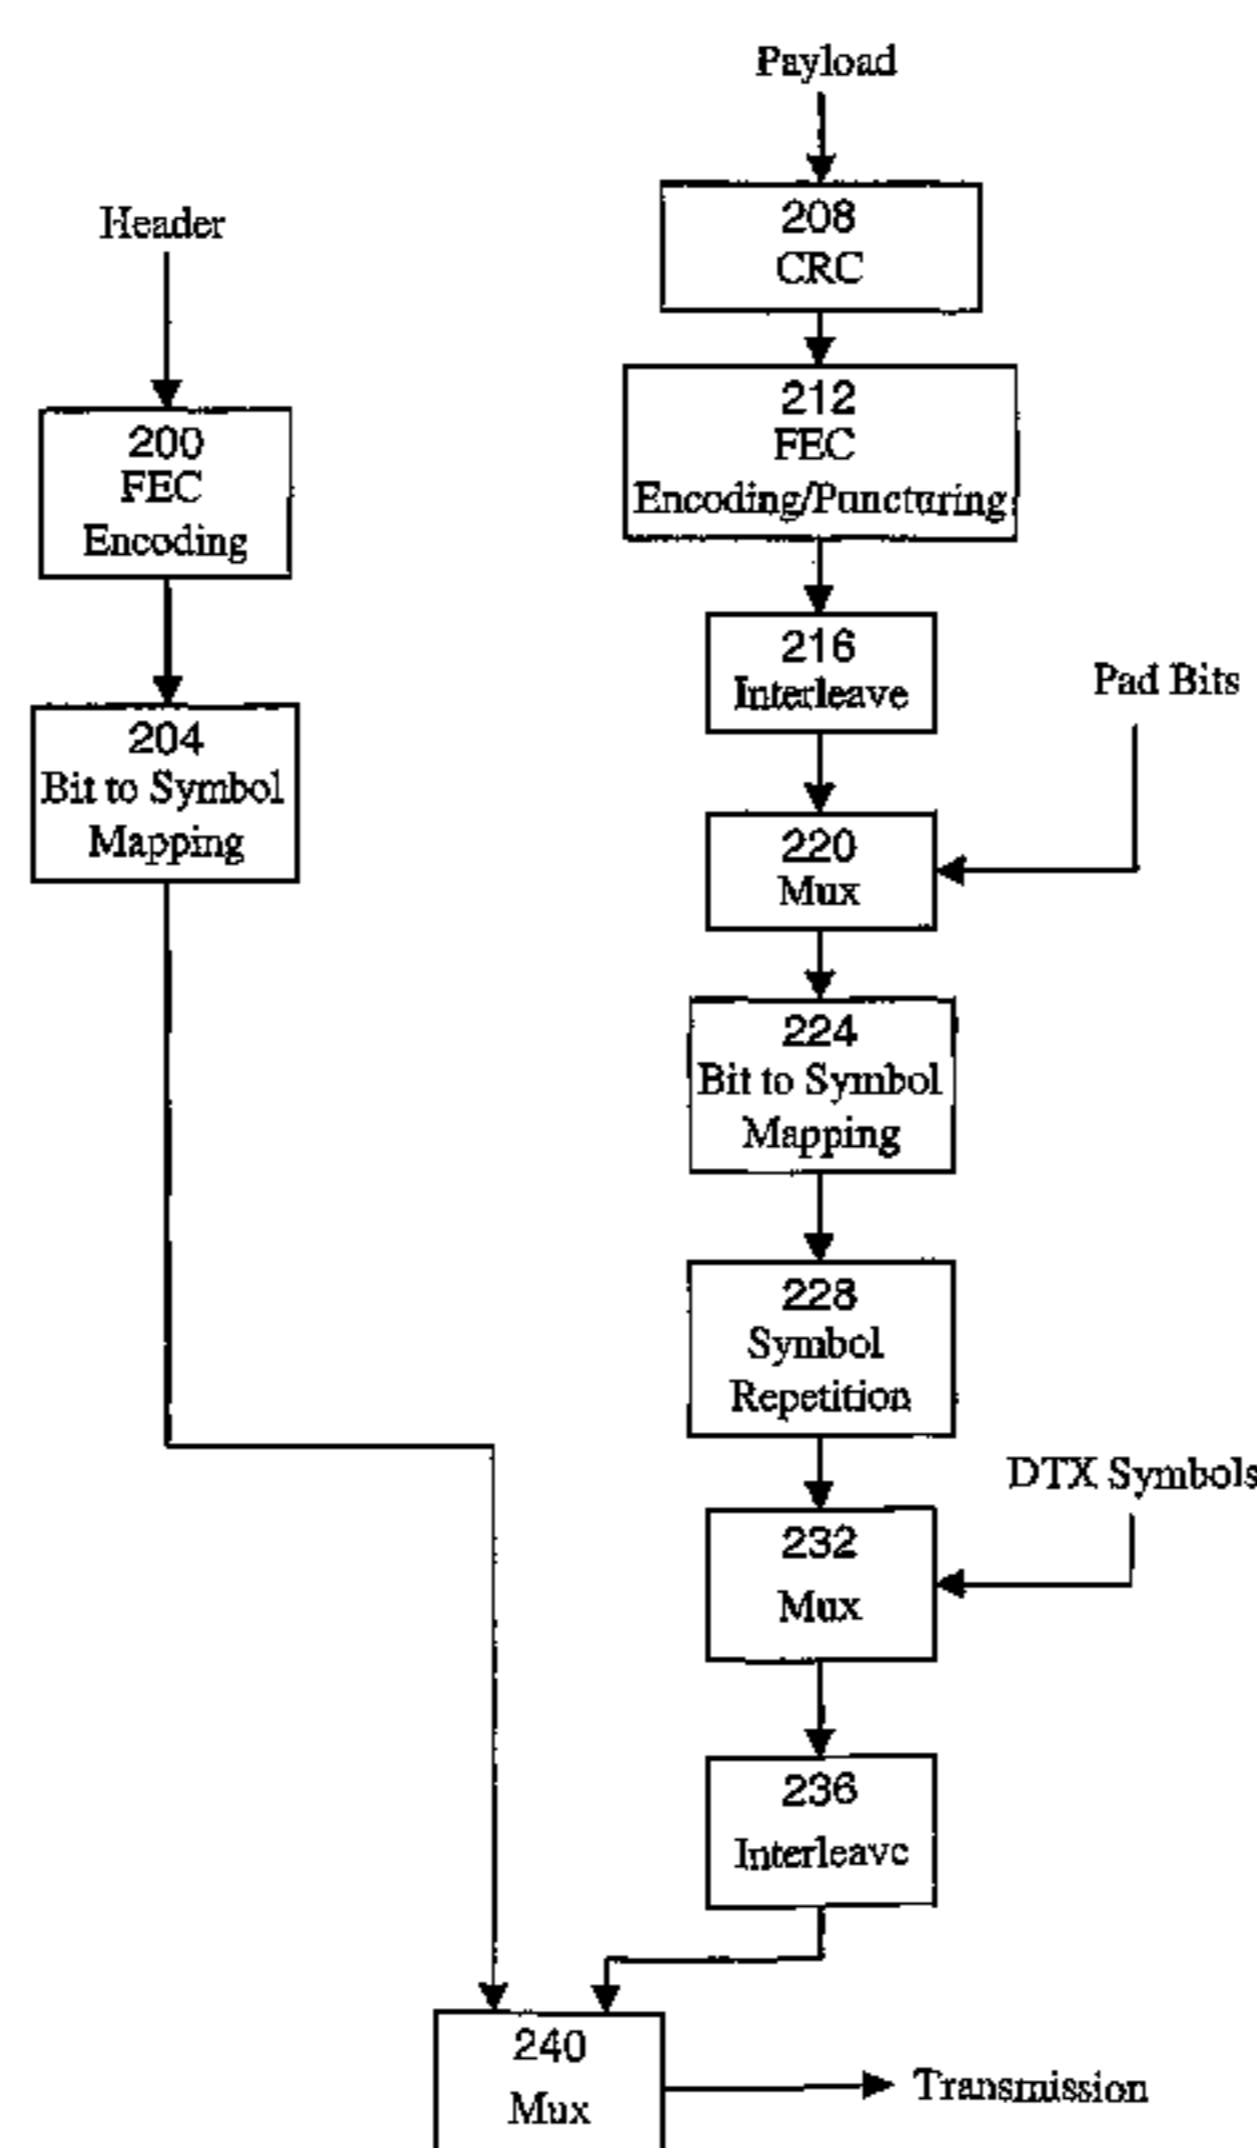 Payload
208
CRC
Header
212
FEC
Encoding/Puncturing
200
FEC
Encoding
216
Interleave
Pad Bits
204
Bit to Symbol
Mapping
220
Mux
224
Bit to Symbol
Mapping
228
Symbol
Repetition
DTX Symbols
232
Mux
236
Interleave
240
Mux
Transmission